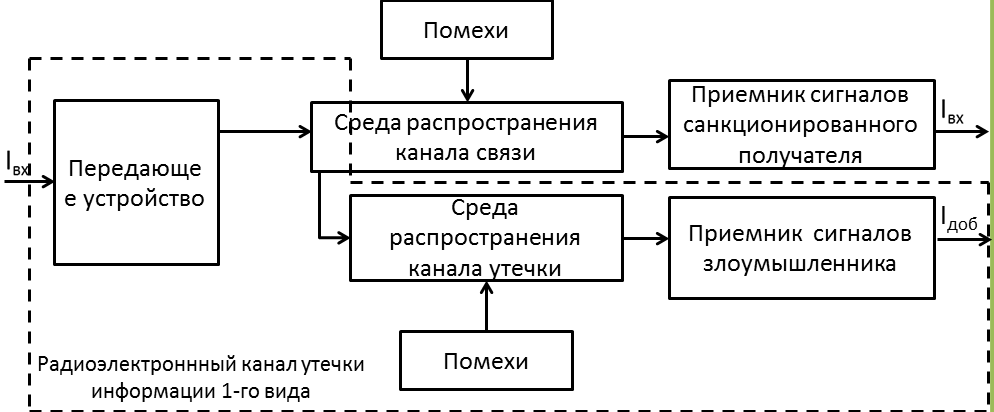 Помехи
Среда распространения
канала связи
Приемник сигналов
санкционированного
получателя
Iвх
Iвх
Передающе
е устройство
Среда
распространения
канала утечки
Приемник сигналов
злоумышленника
Iдоб
Помехи
Радиоэлектроннный канал утечки
информации 1-го вида